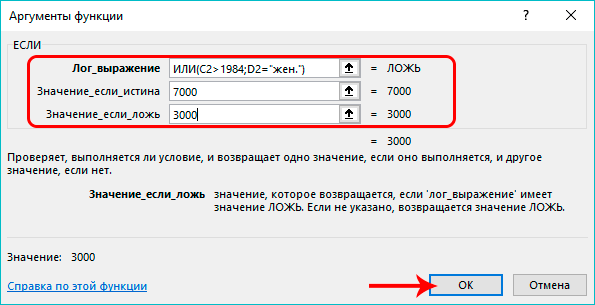 Аргументы функции
ЕСЛИ
Лог_выражение ИЛИ(C2>1984;D2="жен.") = ЛОЖЬ
Значение_если_истина 7000 = 7000
Значение_если_ложь 3000 = 3000
= 3000
Проверяет, выполняется ли условие, и возвращает одно значение, если оно выполняется, и другое
значение, если нет.
Значение_если_ложь значение, которое возвращается, если 'лог_выражение' имеет
значение ЛОЖЬ. Если не указано, возвращается значение ЛОЖЬ.
Значение: 3000
Справка по этой функции
ОК
Отмена